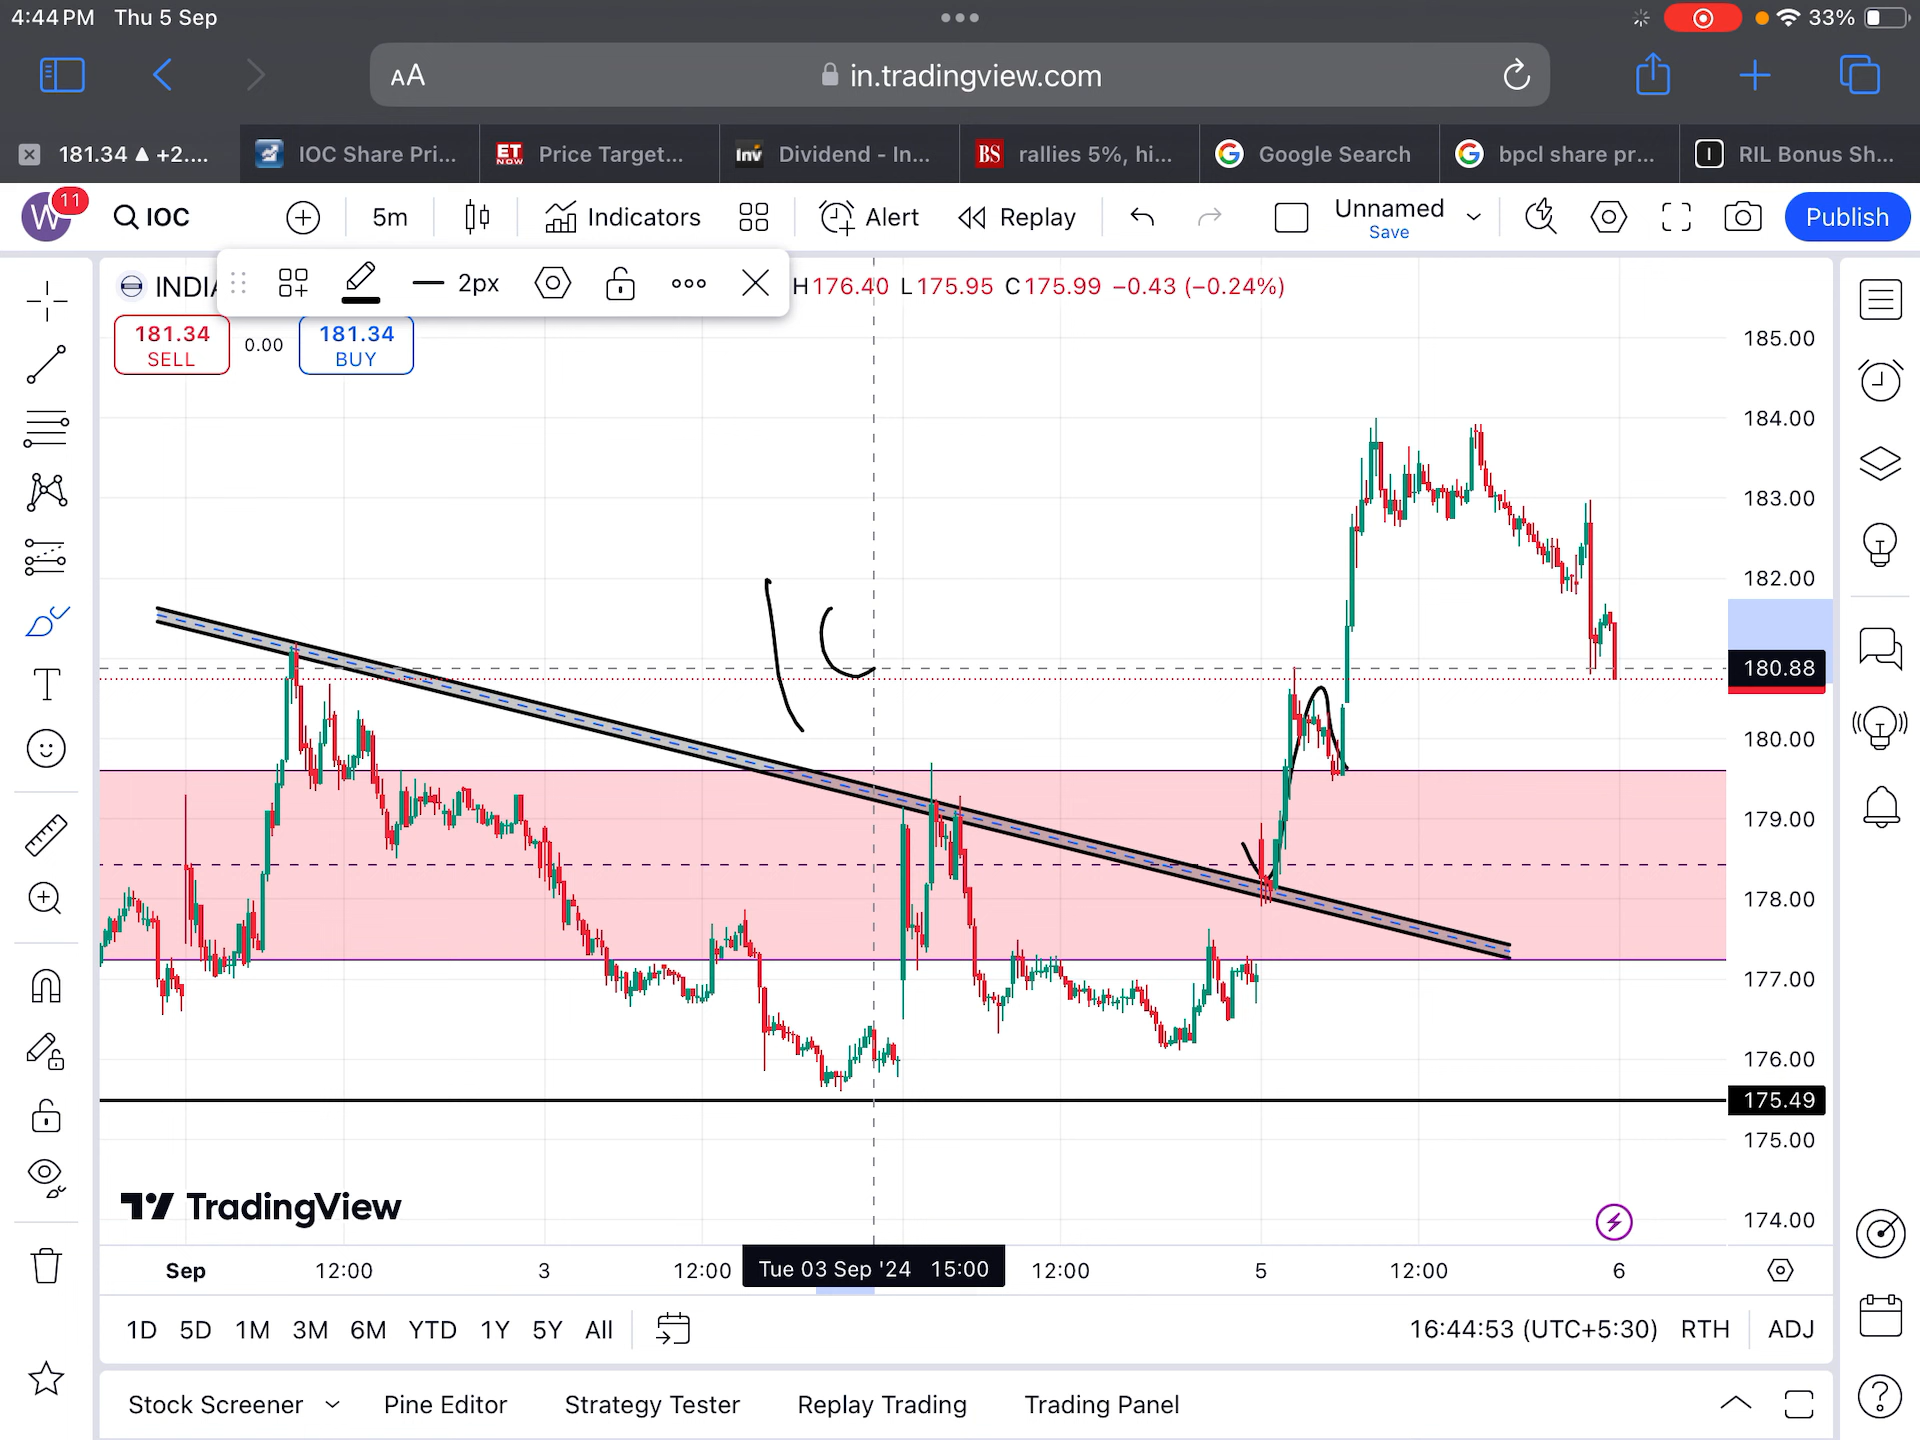 4:44 PM Thu 5 Sep
33%
AA
in.tradingview.com
181.34 ▲ +2....
IOC Share Pri...
ET NOW Price Target...
Inv Dividend - In...
BS rallies 5%, hi...
G Google Search
G bpcl share pr...
I RIL Bonus Sh...
W 11
IOC
5m
Indicators
Alert
Replay
Unnamed
Save
Publish
INDIA
2px
H176.40 L175.95 C175.99 −0.43 (−0.24%)
181.34
SELL
0.00
181.34
BUY
185.00
184.00
183.00
182.00
180.88
180.00
179.00
178.00
177.00
176.00
175.49
175.00
174.00
TradingView
Sep
12:00
3
12:00
Tue 03 Sep '24 15:00
12:00
5
12:00
6
1D 5D 1M 3M 6M YTD 1Y 5Y All
16:44:53 (UTC+5:30) RTH ADJ
Stock Screener
Pine Editor
Strategy Tester
Replay Trading
Trading Panel